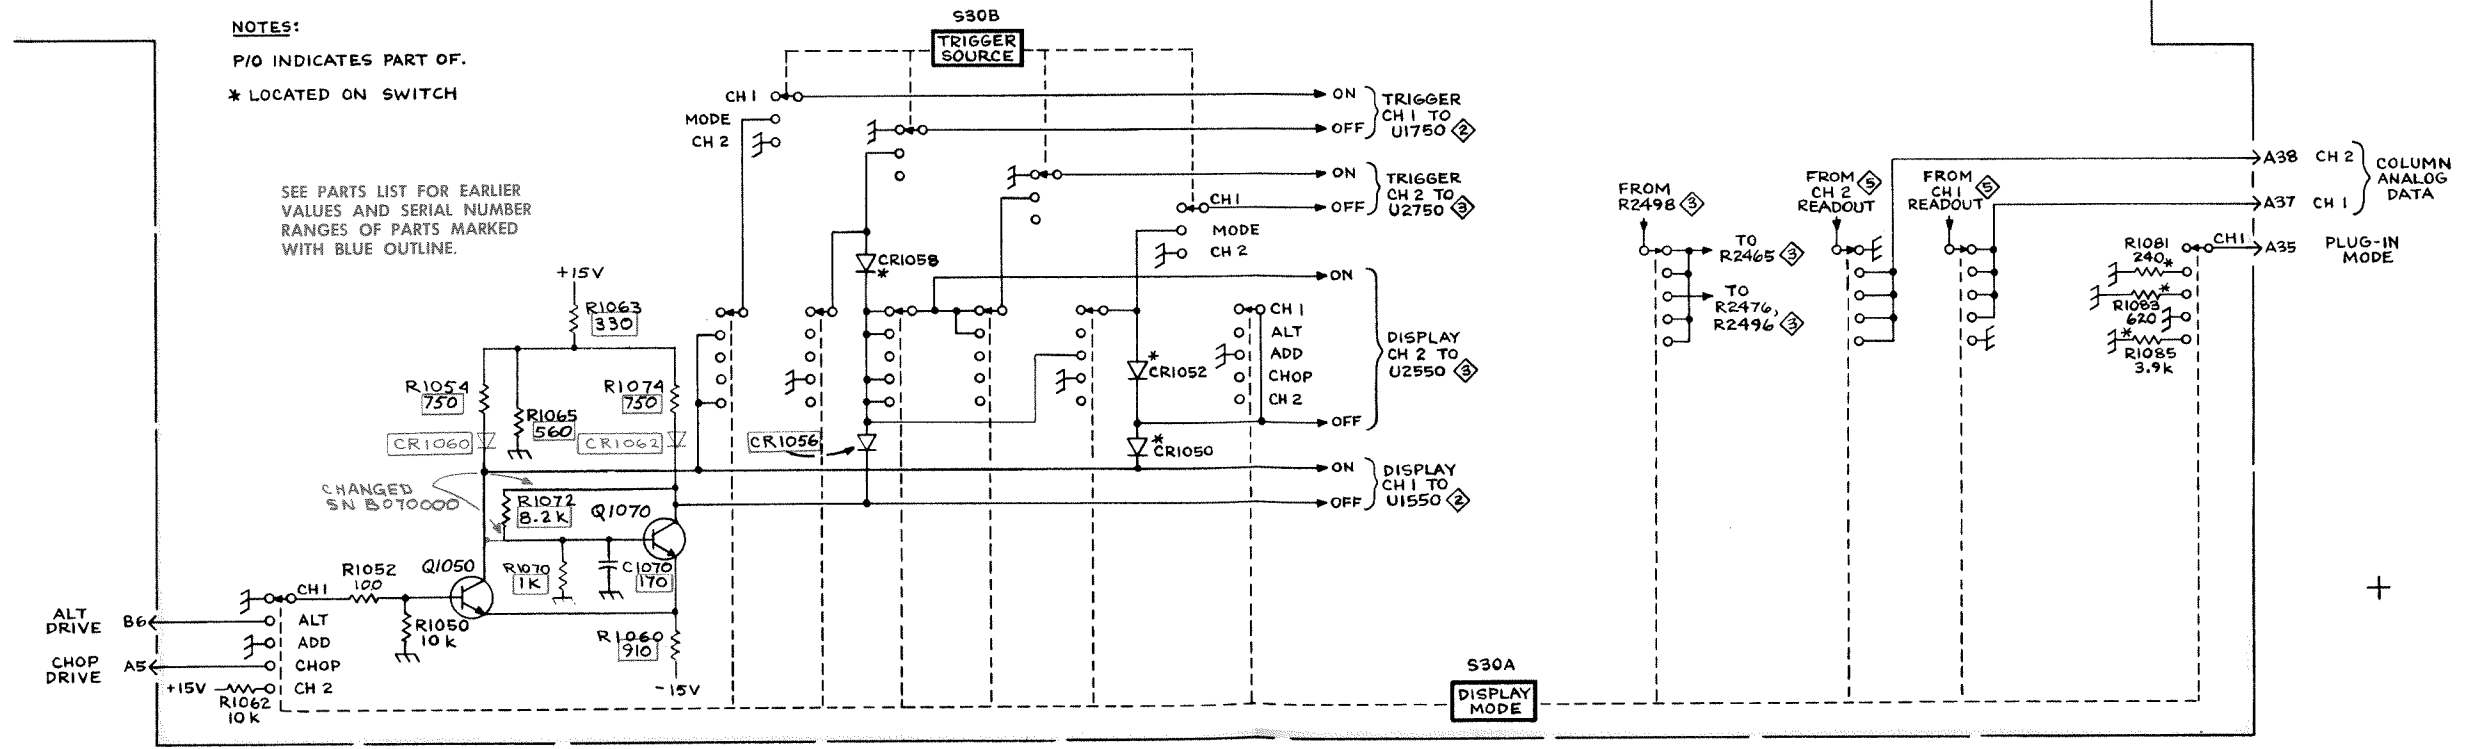 NOTES:
P/O INDICATES PART OF.
* LOCATED ON SWITCH
SEE PARTS LIST FOR EARLIER
VALUES AND SERIAL NUMBER
RANGES OF PARTS MARKED
WITH BLUE OUTLINE.
S30B
TRIGGER
SOURCE
CH 1
MODE
CH 2
ON
OFF
TRIGGER
CH 1 TO
U1750 2
ON
OFF
TRIGGER
CH 2 TO
U2750 3
CH1
MODE
CH 2
CR1058
*
ON
OFF
DISPLAY
CH 2 TO
U2550 3
ON
OFF
DISPLAY
CH 1 TO
U1550 2
CH 1
ALT
ADD
CHOP
CH 2
*
CR1052
*
CR1050
CR1056
+15V
R1063
330
R1054
750
R1065
560
R1074
750
CR1060
CR1062
CHANGED
SN B070000
R1072
8.2K
Q1070
Q1050
R1070
1K
C1070
170
R1052
100
R1050
10K
R1060
910
-15V
CH1
ALT
ADD
CHOP
CH 2
ALT
DRIVE B6
CHOP
DRIVE A5
+15V
R1062
10K
S30A
DISPLAY
MODE
FROM
R2498 3
TO
R2465 3
TO
R2476,
R2496 3
FROM 5
CH 2
READOUT
FROM 5
CH 1
READOUT
A38 CH 2
A37 CH 1
COLUMN
ANALOG
DATA
CH1
A35 PLUG-IN
MODE
R1081
240 *
*
R1083
620
*
R1085
3.9K